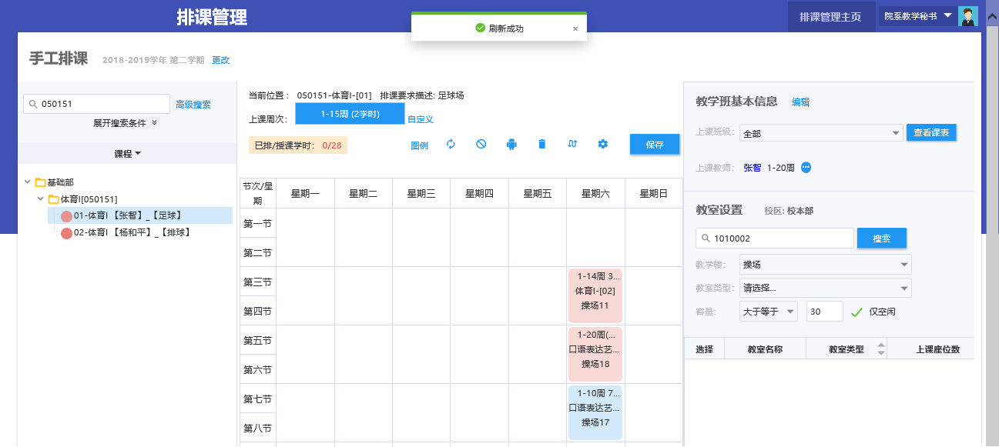 排课管理
刷新成功
×
排课管理主页
院系教学秘书
手工排课
2018-2019学年 第二学期 更改
050151
高级搜索
展开搜索条件
课程
基础部
体育I[050151]
01-体育I 【张智】_【足球】
02-体育I 【杨和平】_【排球】
当前位置： 050151-体育I-[01] 排课要求描述: 足球场
上课周次： 1-15周 (2学时) 自定义
已排/授课学时： 0/28
图例
保存
节次/星期 星期一 星期二 星期三 星期四 星期五 星期六 星期日
第一节
第二节
第三节
第四节
第五节
第六节
第七节
第八节
1-14周 3...
体育I-[02]
操场11
1-20周(...
口语表达艺...
操场18
1-10周 7...
口语表达艺...
操场17
教学班基本信息 编辑
上课班级： 全部 查看课表
上课教师: 张智 1-20周
教室设置 校区: 校本部
1010002 搜索
教学楼: 操场
教室类型: 请选择...
容量: 大于等于 30 仅空闲
选择 教室名称 教室类型 上课座位数